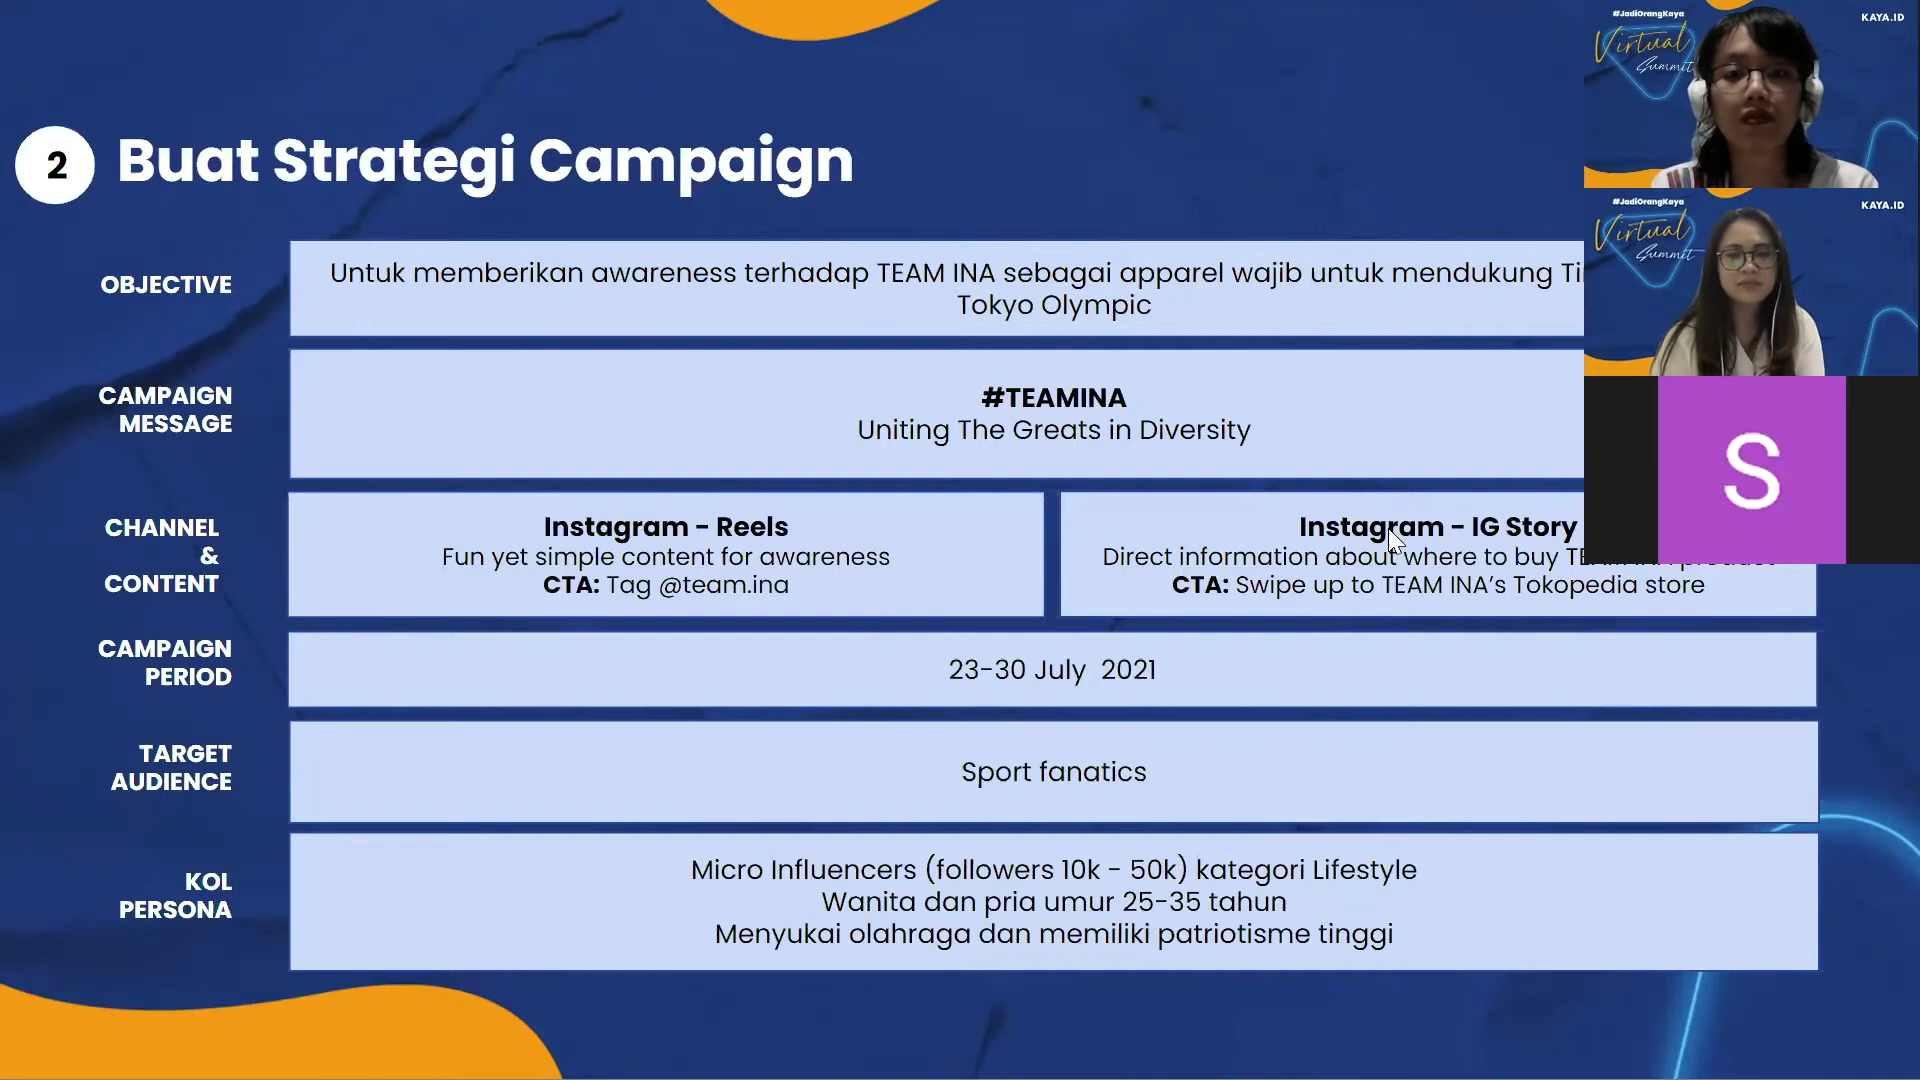 2
Buat Strategi Campaign
OBJECTIVE
Untuk memberikan awareness terhadap TEAM INA sebagai apparel wajib untuk mendukung
Tokyo Olympic
CAMPAIGN
MESSAGE
#TEAMINA
Uniting The Greats in Diversity
CHANNEL
&
CONTENT
Instagram - Reels
Fun yet simple content for awareness
CTA: Tag @team.ina
Instagram - IG Story
Direct information about where to buy
CTA: Swipe up to TEAM INA’s Tokopedia store
CAMPAIGN
PERIOD
23-30 July 2021
TARGET
AUDIENCE
Sport fanatics
KOL
PERSONA
Micro Influencers (followers 10k - 50k) kategori Lifestyle
Wanita dan pria umur 25-35 tahun
Menyukai olahraga dan memiliki patriotisme tinggi
#JadiOrangKaya
KAYA.ID
Virtual
Summit
#JadiOrangKaya
KAYA.ID
Virtual
Summit
S